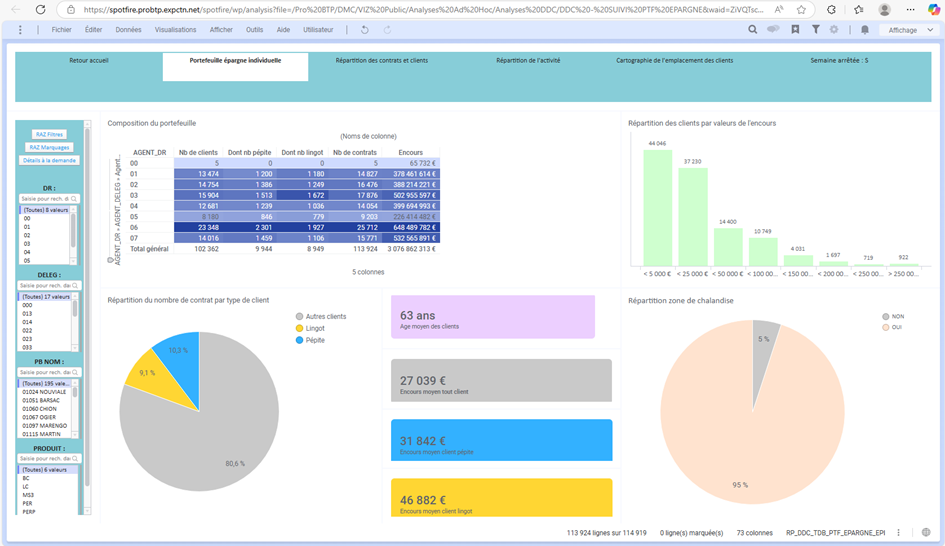 https://spotfire.probtp.expctn.net/spotfire/wp/analysis?file=/Pro%20BTP/DMC/VIZ%20Public/Analyses%20Ad%20Hoc/Analyses%20DDC/DDC%20-%20SUIVI%20PTF%20EPARGNE&waid=ZiVQTsc...
Fichier Éditer Données Visualisations Afficher Outils Aide Utilisateur Affichage
Retour accueil Portefeuille épargne individuelle Répartition des contrats et clients Répartition de l'activité Cartographie de l'emplacement des clients Semaine arrêtée : S
RAZ Filtres
RAZ Marquages
Détails à la demande
DR :
Saisie pour rech. da
(Toutes) 8 valeurs
00
01
02
03
04
05
DELEG :
Saisie pour rech. da
(Toutes) 17 valeurs
000
013
014
022
023
033
PB NOM :
Saisie pour rech. da
(Toutes) 195 vale...
01024 NOUVIALE
01051 BARSAC
01060 CHION
01067 OGIER
01097 MARENGO
01115 MARTIN
PRODUIT :
Saisie pour rech. da
(Toutes) 6 valeurs
BC
LC
MS3
PER
PERP
Composition du portefeuille
(Noms de colonne)
AGENT_DR Nb de clients Dont nb pépite Dont nb lingot Nb de contrats Encours
00 5 0 0 5 65 732 €
01 13 474 1 200 1 180 14 827 378 461 614 €
02 14 754 1 386 1 249 16 476 388 214 221 €
03 15 904 1 513 1 672 17 876 502 955 597 €
04 12 681 1 239 1 036 14 054 399 694 993 €
05 8 180 846 779 9 203 226 414 482 €
06 23 348 2 301 1 927 25 712 648 489 782 €
07 14 016 1 459 1 106 15 771 532 565 891 €
Total général 102 362 9 944 8 949 113 924 3 076 862 313 €
AGENT_DR » AGENT_DELEG » Agent...
5 colonnes
Répartition des clients par valeurs de l'encours
44 046
37 230
14 400
10 749
4 031
1 697
719
922
< 5 000 € < 25 000 € < 50 000 € < 100 00... < 150 00... < 200 00... < 250 00... > 250 00...
Répartition du nombre de contrat par type de client
Autres clients
Lingot
Pépite
10,3 %
9,1 %
80,6 %
63 ans
Age moyen des clients
27 039 €
Encours moyen tout client
31 842 €
Encours moyen client pépite
46 882 €
Encours moyen client lingot
Répartition zone de chalandise
NON
OUI
5 %
95 %
113 924 lignes sur 114 919 0 ligne(s) marquée(s) 73 colonnes RP_DDC_TDB_PTF_EPARGNE_EPI